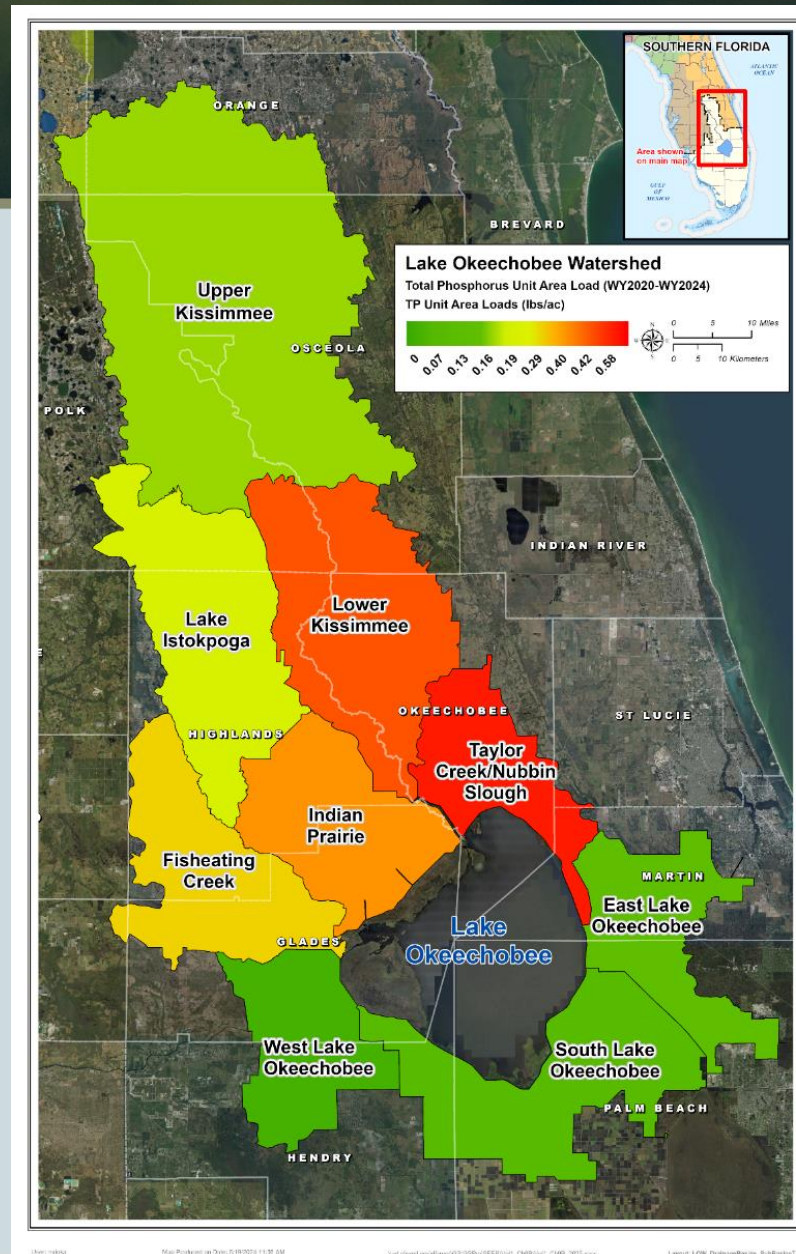 SOUTHERN FLORIDA
ATLANTIC
OCEAN
Area shown
on main map
GULF
OF
MEXICO
ORANGE
BREVARD
Lake Okeechobee Watershed
Total Phosphorus Unit Area Load (WY2020-WY2024)
TP Unit Area Loads (lbs/ac)
0 0.07 0.13 0.16 0.19 0.29 0.40 0.42 0.58
N
0 5 10 Miles
0 5 10 Kilometers
Upper
Kissimmee
OSCEOLA
POLK
INDIAN RIVER
Lake
Istokpoga
Lower
Kissimmee
OKEECHOBEE
ST LUCIE
HIGHLANDS
Taylor
Creek/Nubbin
Slough
Indian
Prairie
Fisheating
Creek
MARTIN
East Lake
Okeechobee
Lake
Okeechobee
GLADES
West Lake
Okeechobee
South Lake
Okeechobee
PALM BEACH
HENDRY